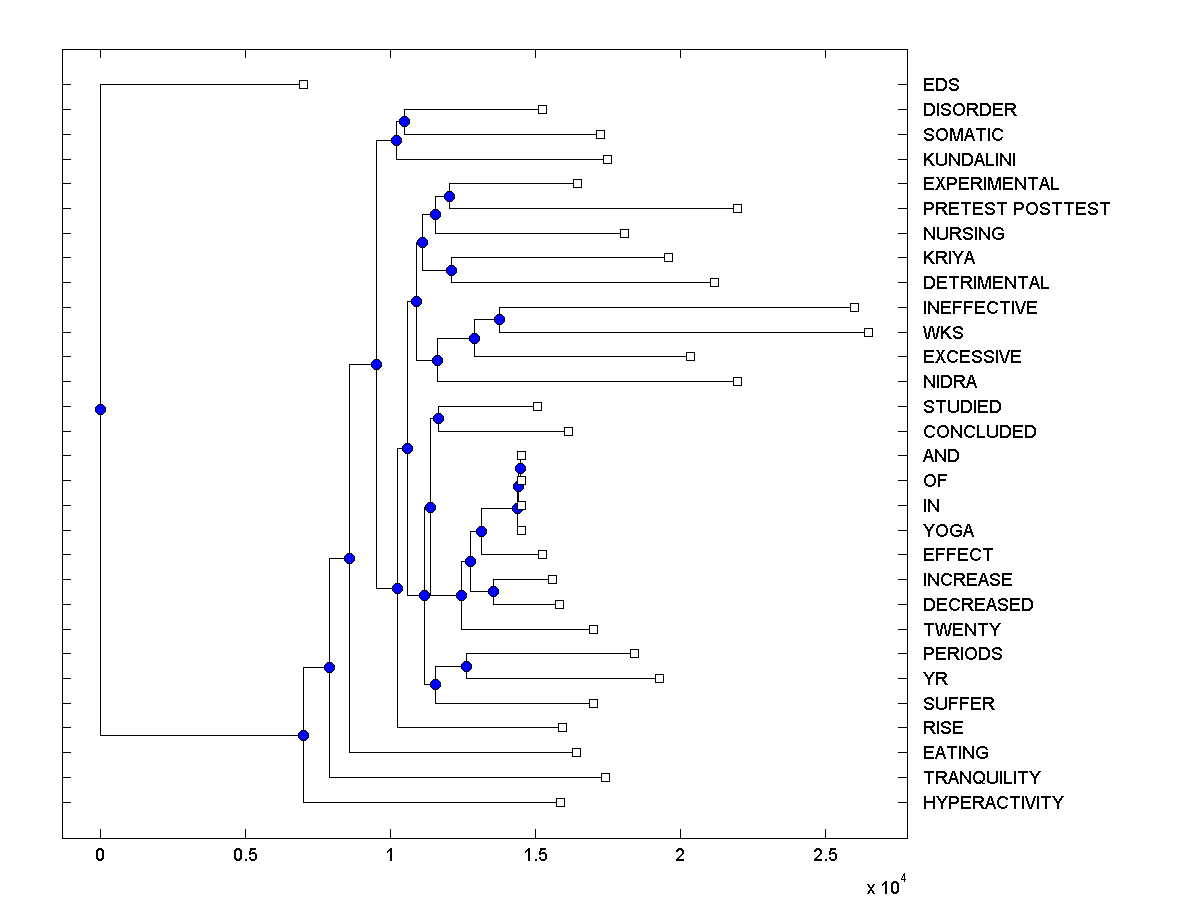 EDS
DISORDER
SOMATIC
KUNDALINI
EXPERIMENTAL
PRETEST POSTTEST
NURSING
KRIYA
DETRIMENTAL
INEFFECTIVE
WKS
EXCESSIVE
NIDRA
STUDIED
CONCLUDED
AND
OF
IN
YOGA
EFFECT
INCREASE
DECREASED
TWENTY
PERIODS
YR
SUFFER
RISE
EATING
TRANQUILITY
HYPERACTIVITY
0 0.5 1 1.5 2 2.5
x 10^4